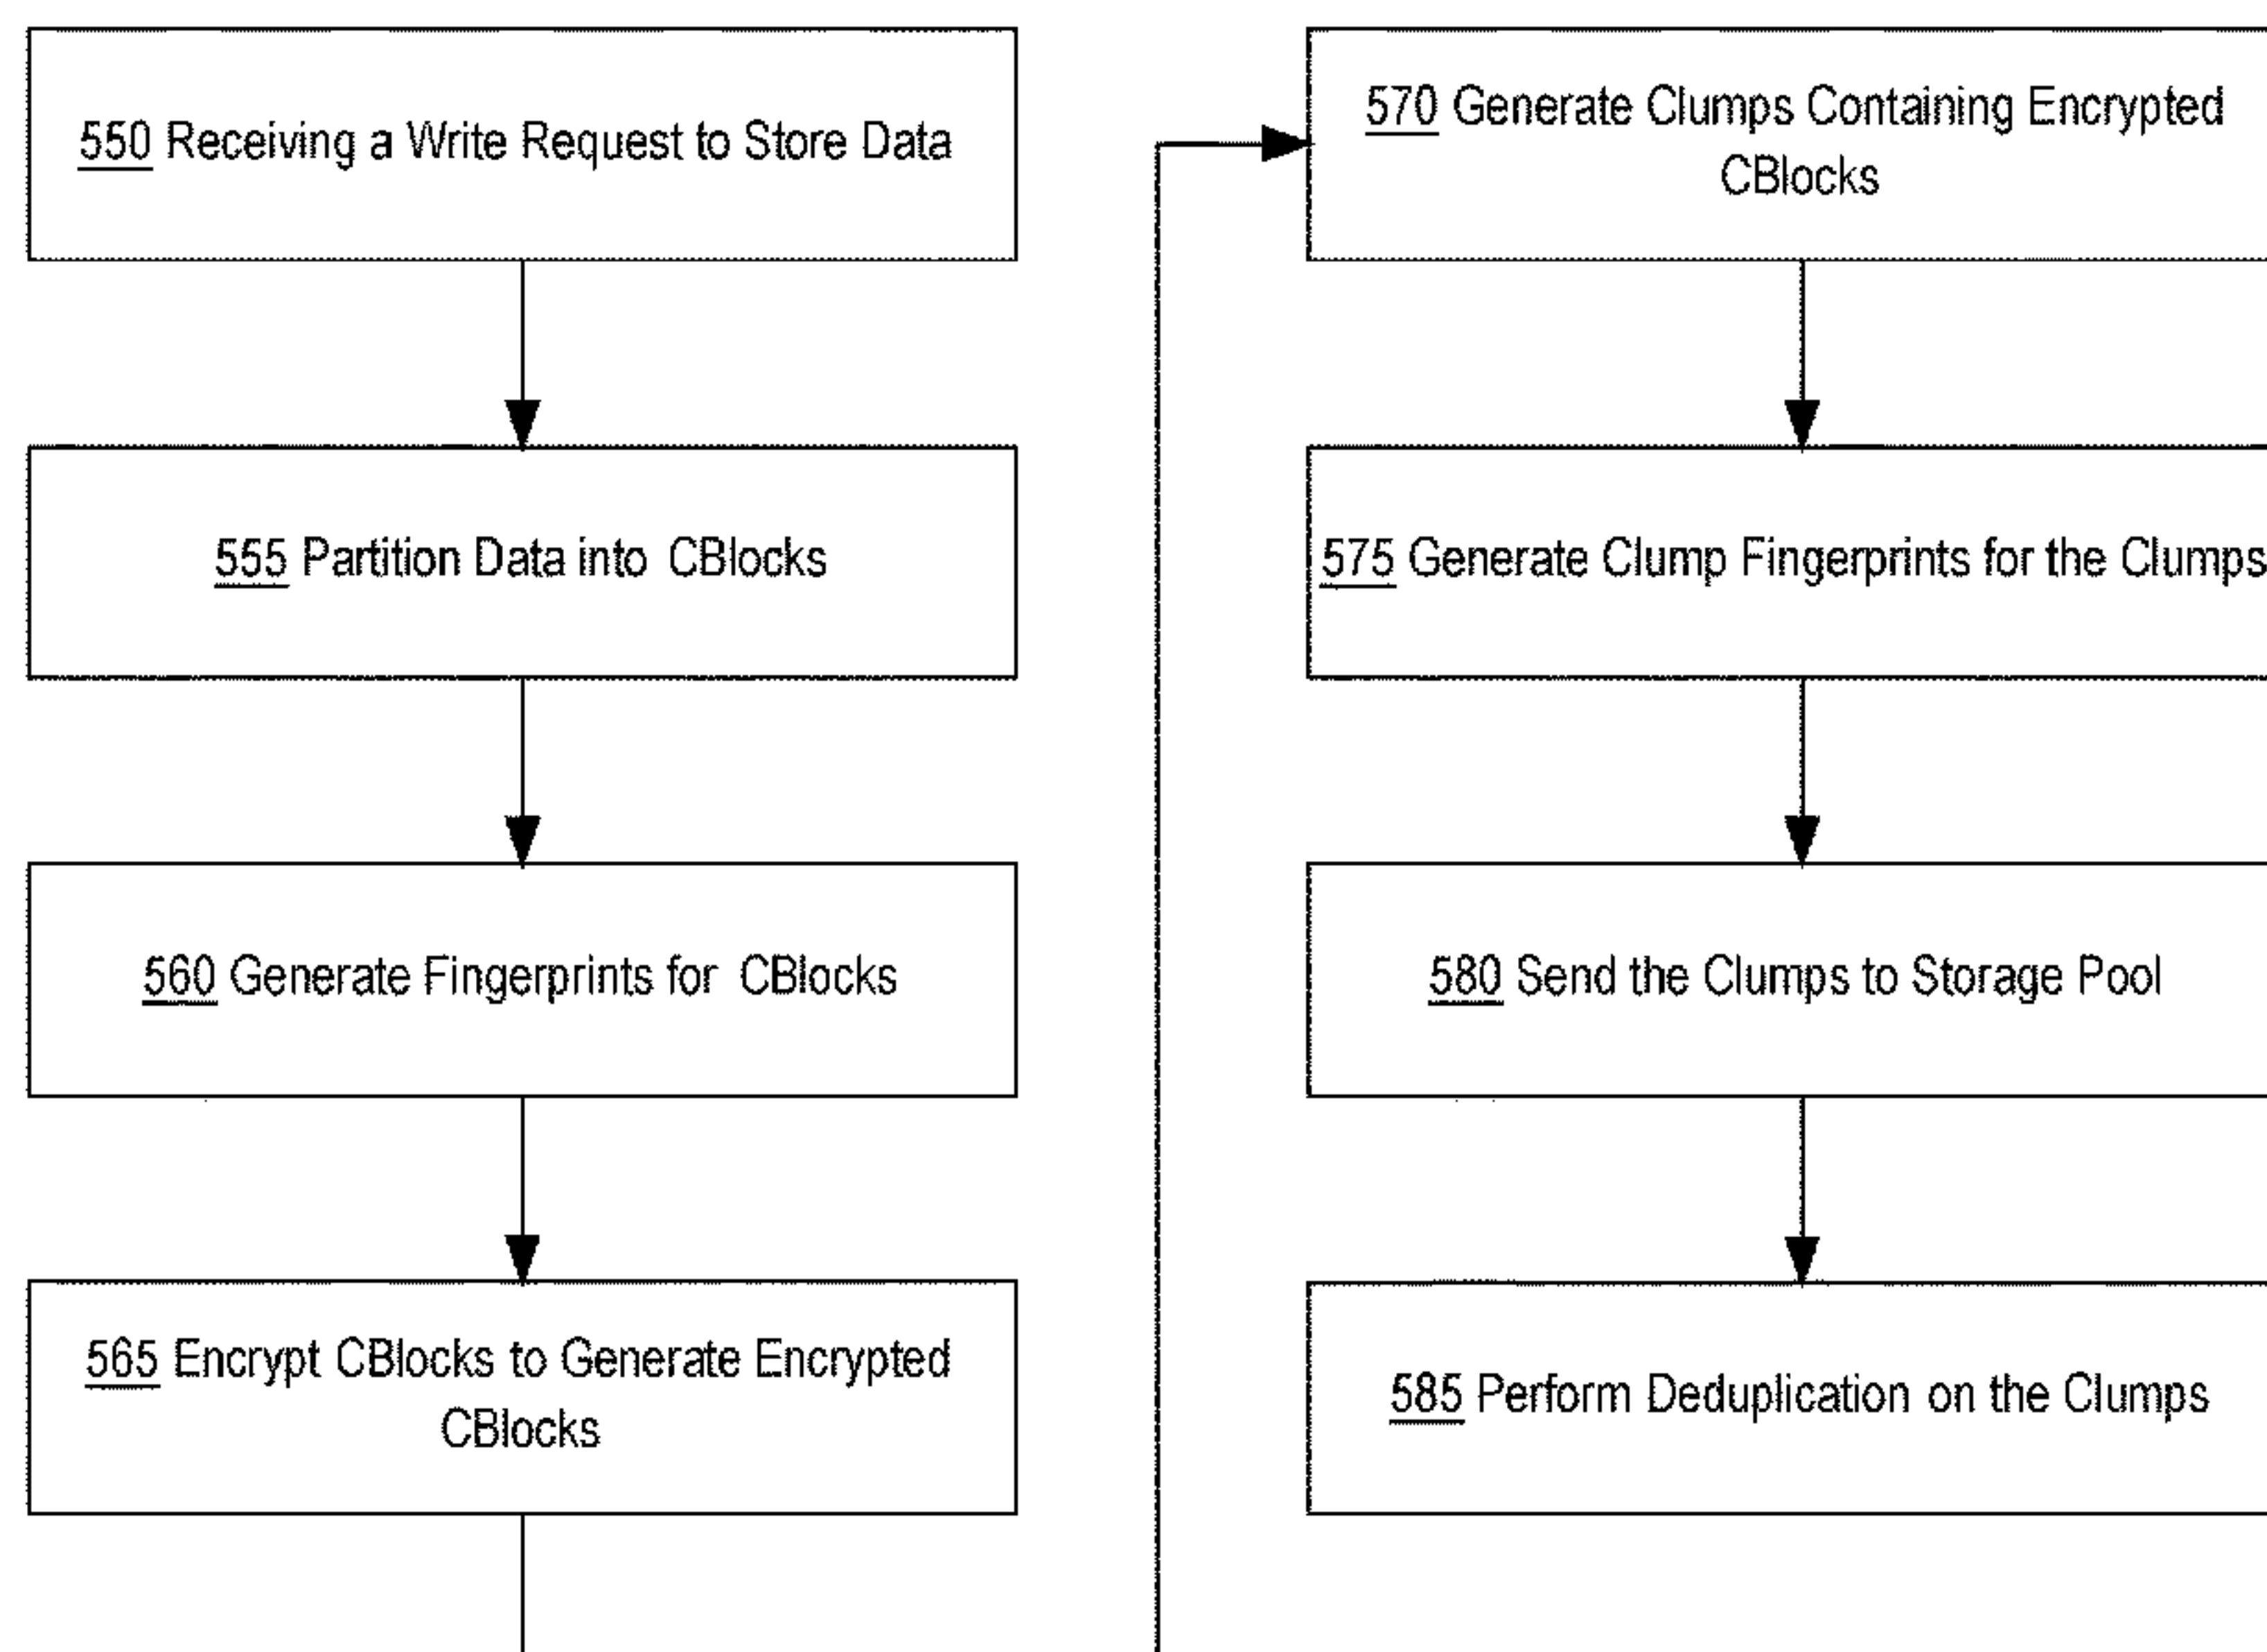 550 Receiving a Write Request to Store Data
555 Partition Data into CBlocks
560 Generate Fingerprints for CBlocks
565 Encrypt CBlocks to Generate Encrypted
CBlocks
570 Generate Clumps Containing Encrypted
CBlocks
575 Generate Clump Fingerprints for the Clumps
580 Send the Clumps to Storage Pool
585 Perform Deduplication on the Clumps